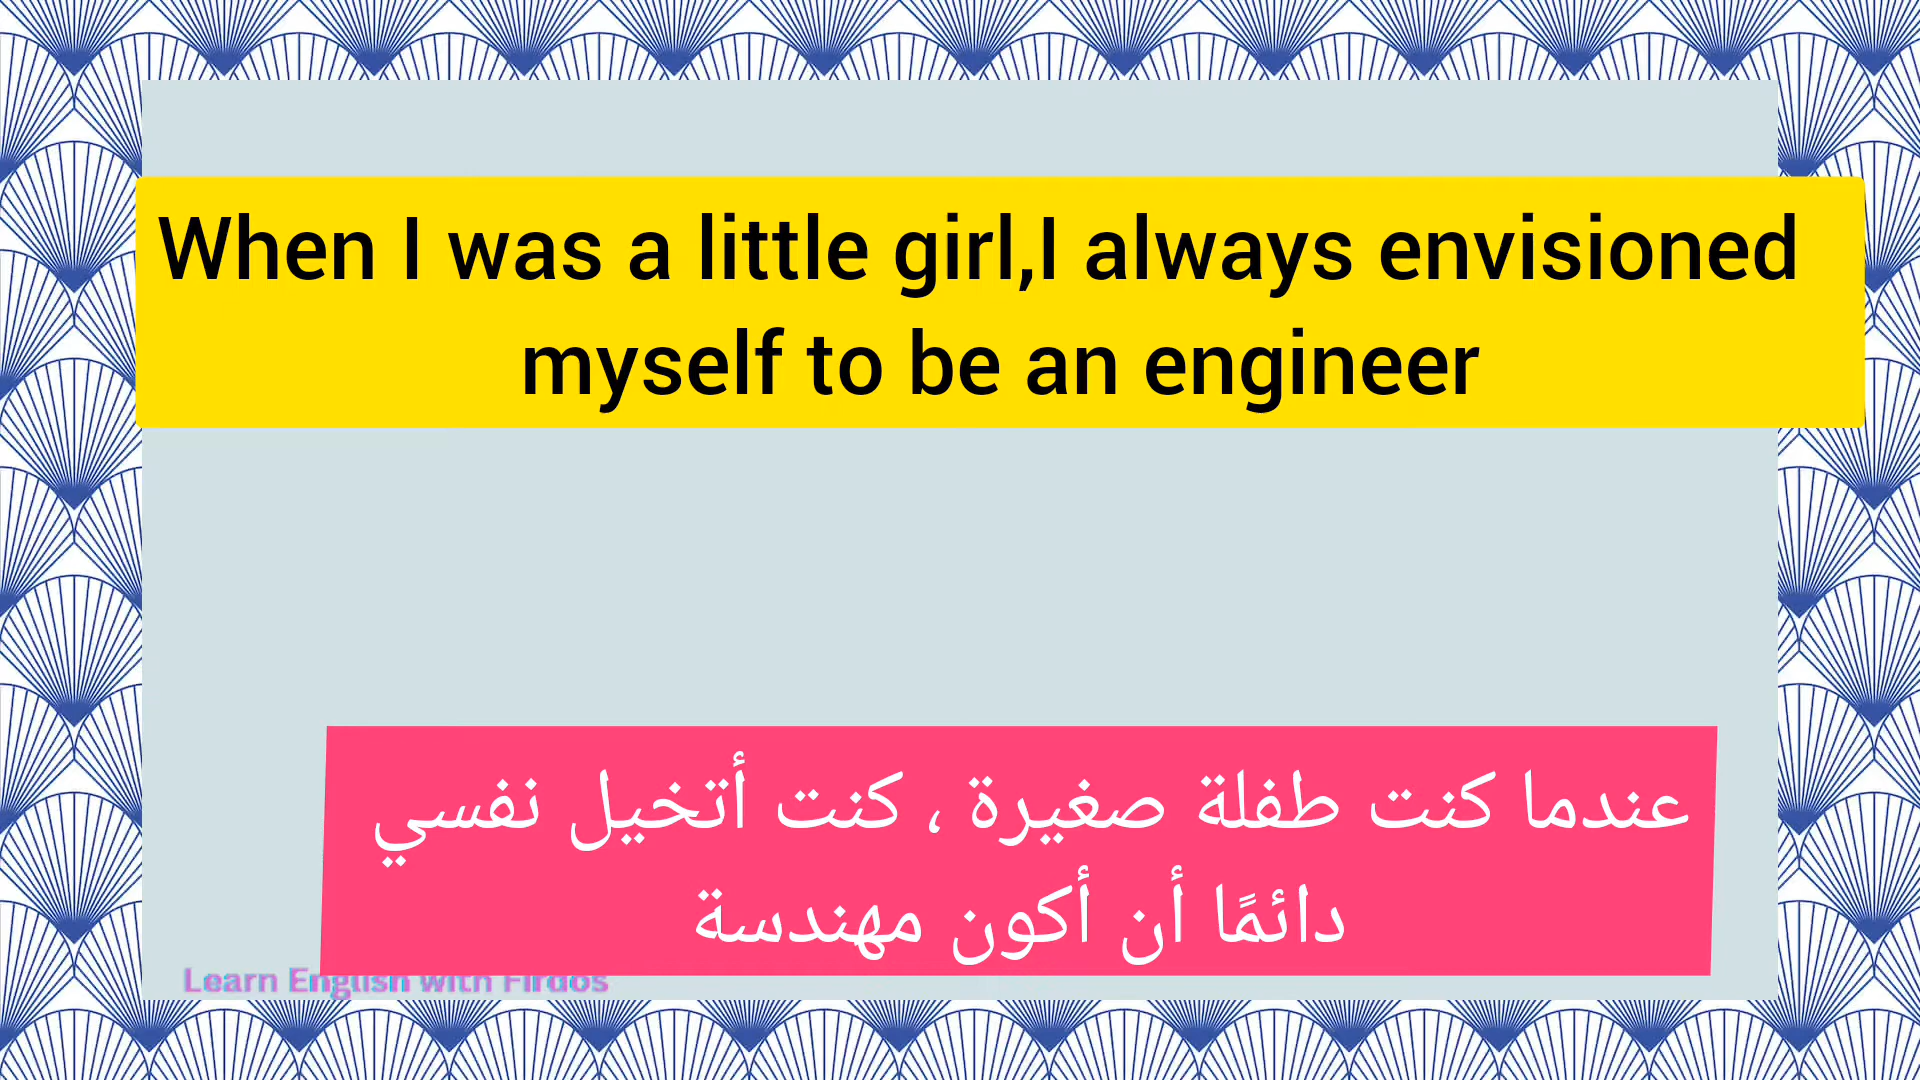 When I was a little girl,I always envisioned
myself to be an engineer
عندما كنت طفلة صغيرة ، كنت أتخيل نفسي
دائمًا أن أكون مهندسة
Learn English with Firdos